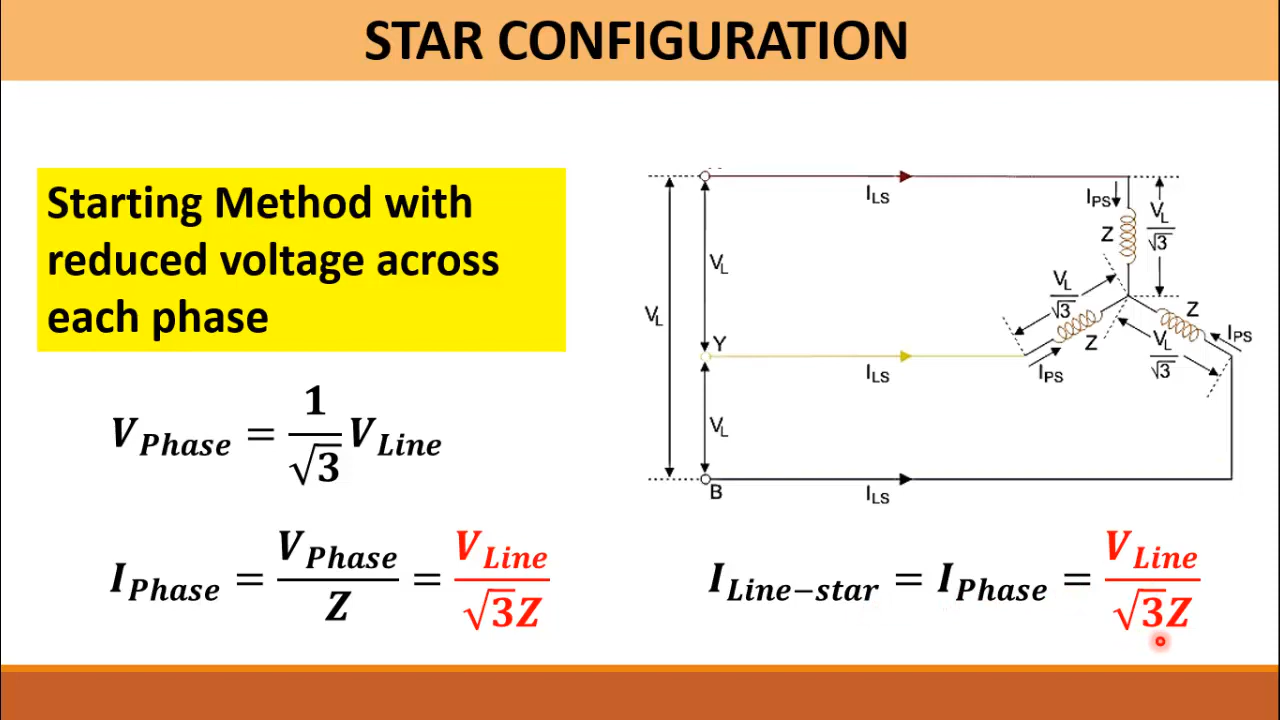 STAR CONFIGURATION
Starting Method with
reduced voltage across
each phase
V_Phase = 1/√3 V_Line
I_Phase = V_Phase/Z = V_Line/√3Z
I_LS
I_PS
Z
V_L/√3
V_L
V_L
V_L/√3
Z
Z
I_PS
V_L/√3
Y
I_LS
I_PS
V_L
B
I_LS
I_Line−star = I_Phase = V_Line/√3Z